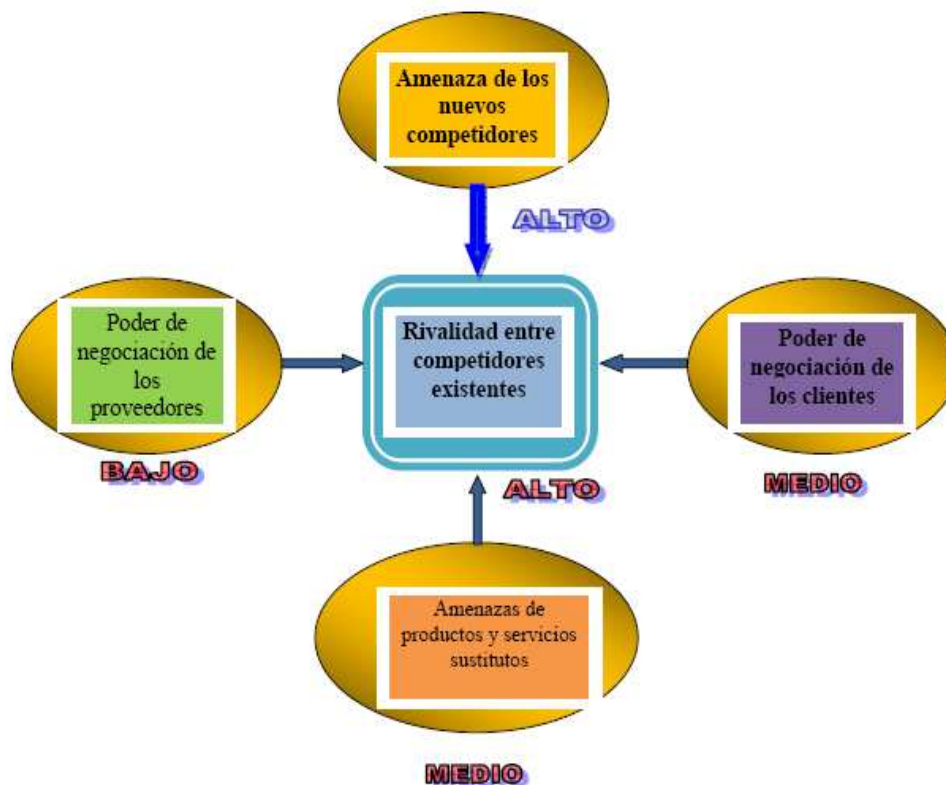 Amenaza de los
nuevos
competidores
ALTO
Poder de
negociación de
los
proveedores
BAJO
Rivalidad entre
competidores
existentes
ALTO
Poder de
negociación de
los clientes
MEDIO
Amenazas de
productos y servicios
sustitutos
MEDIO